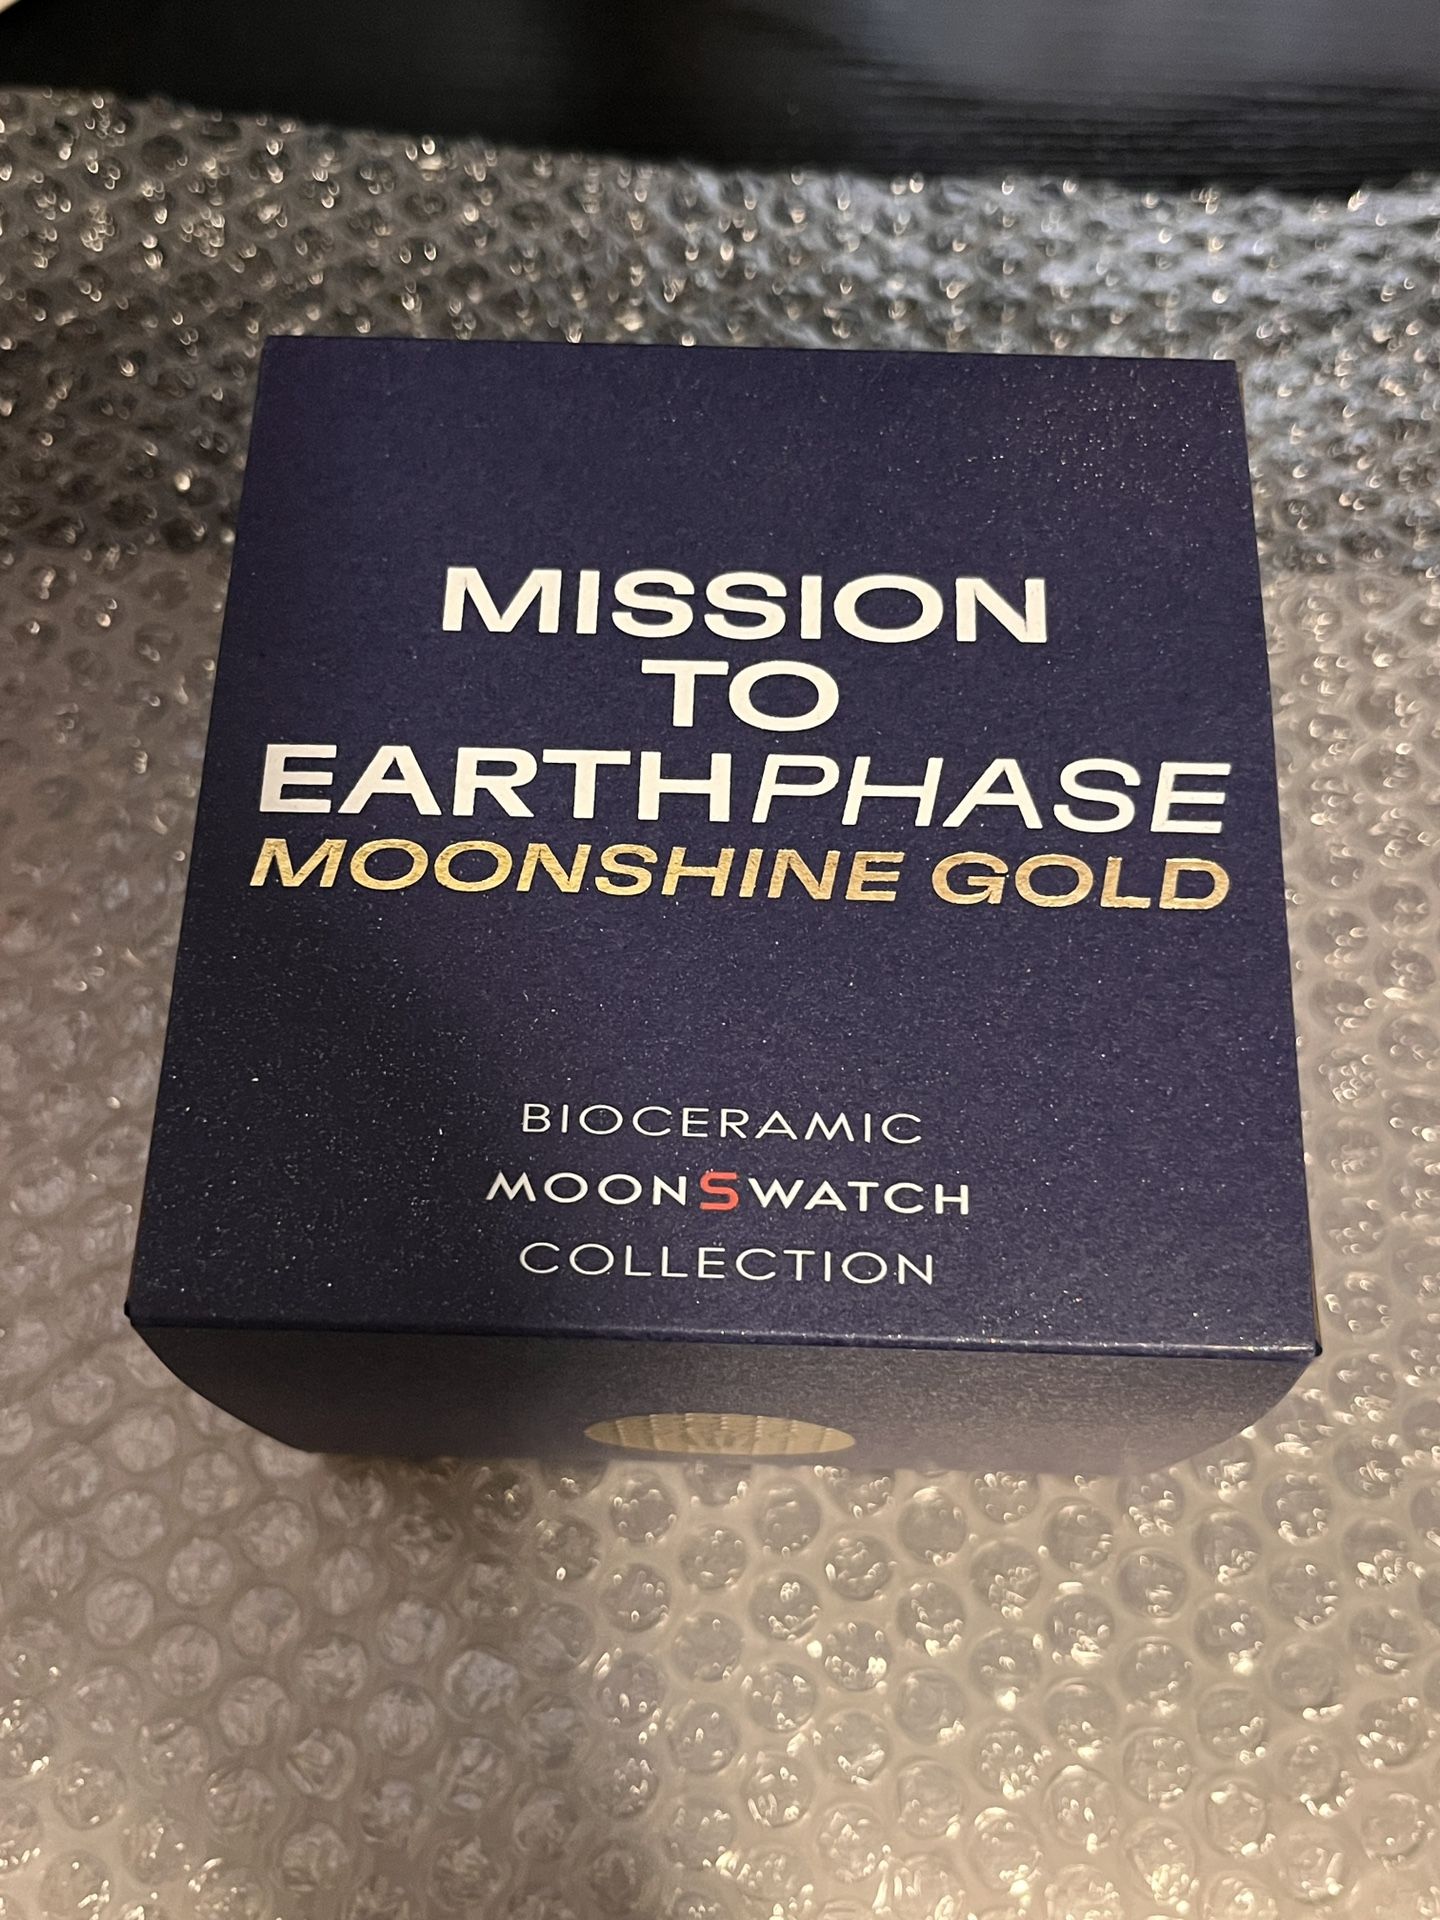 MISSION
TO
EARTHPHASE
MOONSHINE GOLD
BIOCERAMIC
MOONSWATCH
COLLECTION